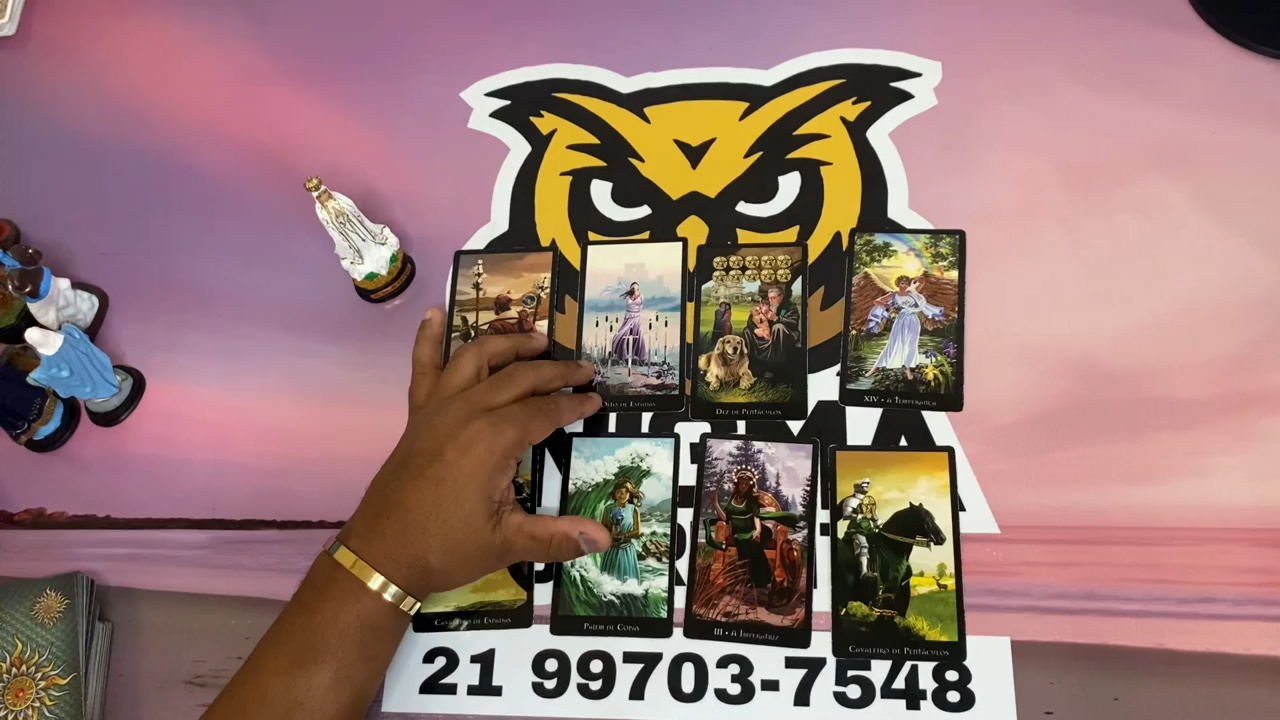 Oito de Espadas
Dez de Pentáculos
XIV • A Temperança
Cavaleiro de Espadas
Pajem de Copas
III • A Imperatriz
Cavaleiro de Pentáculos
21 99703-7548